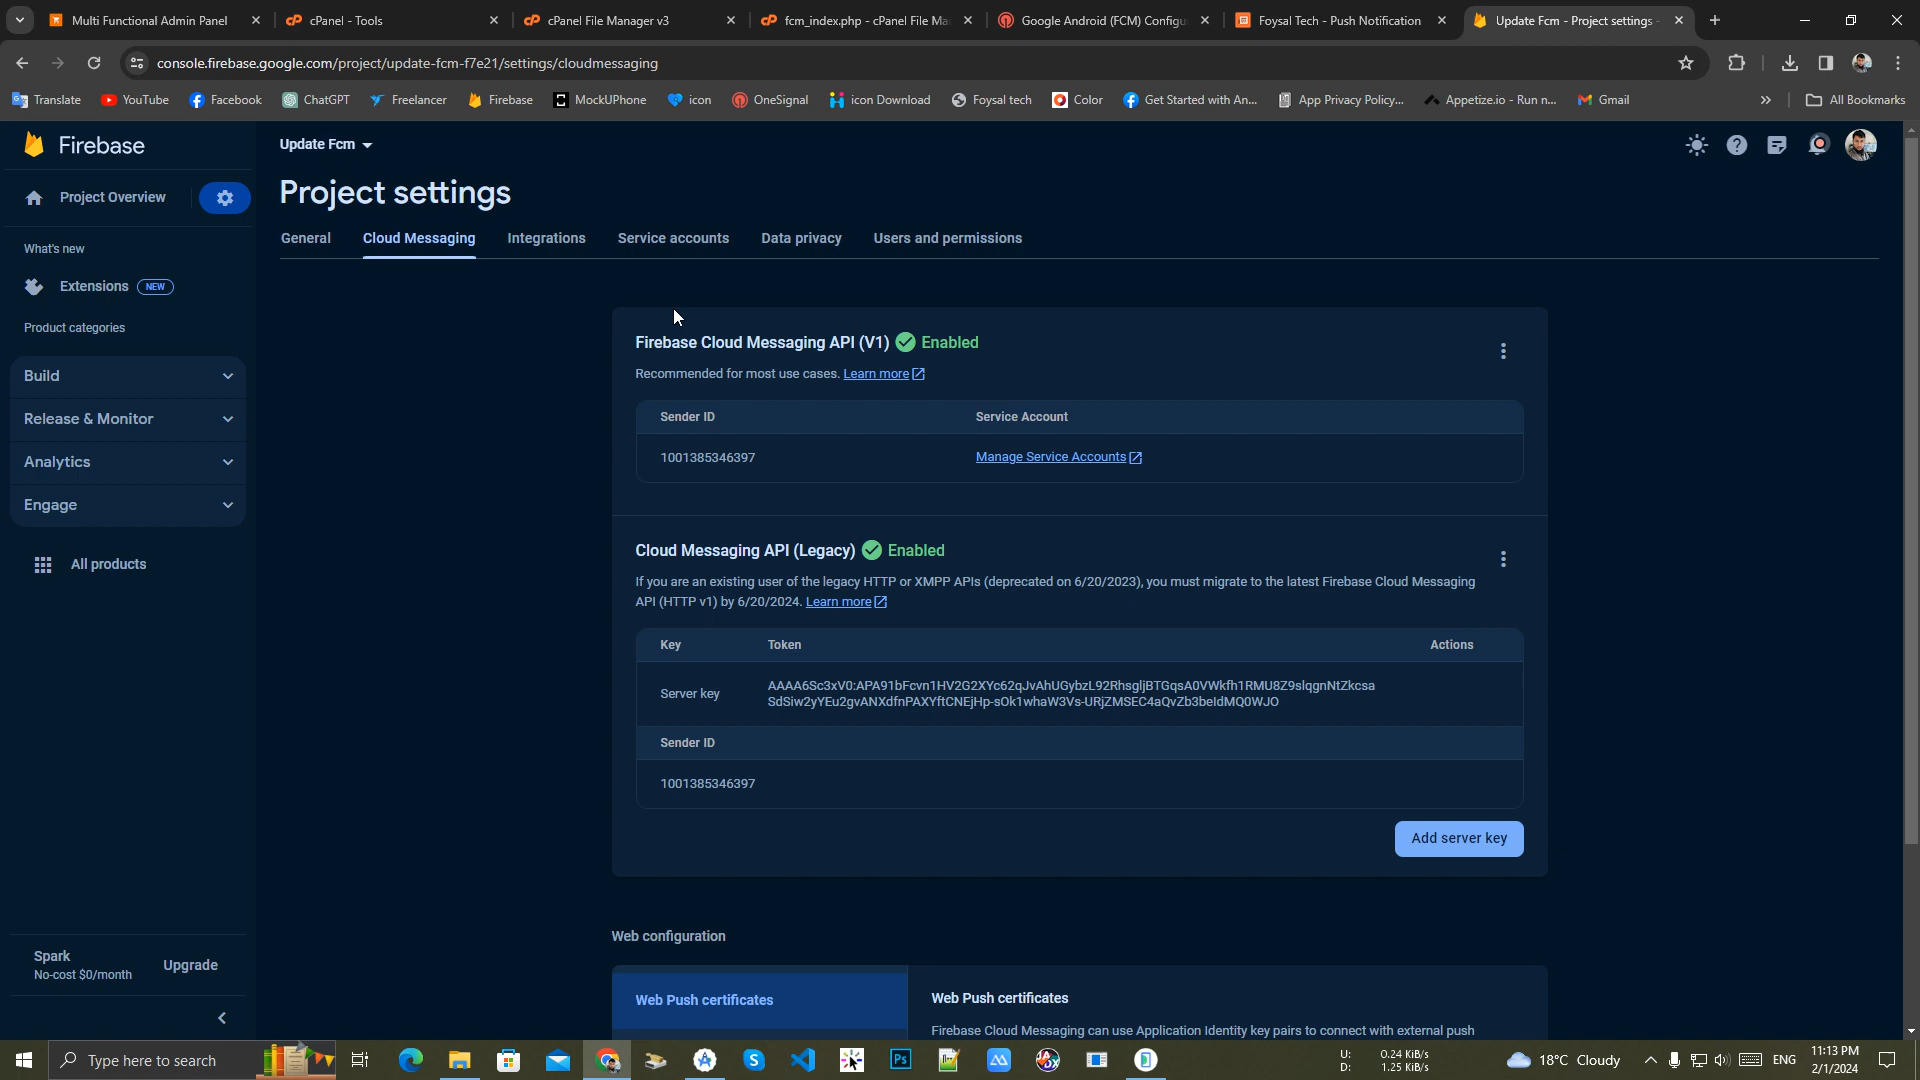 Multi Functional Admin Panel
cPanel - Tools
cPanel File Manager v3
fcm_index.php - cPanel File Ma
Google Android (FCM) Configu
Foysal Tech - Push Notification
Update Fcm - Project settings -
console.firebase.google.com/project/update-fcm-f7e21/settings/cloudmessaging
Translate
YouTube
Facebook
ChatGPT
Freelancer
Firebase
MockUPhone
icon
OneSignal
icon Download
Foysal tech
Color
Get Started with An...
App Privacy Policy...
Appetize.io - Run n...
Gmail
All Bookmarks
Firebase
Update Fcm
Project Overview
Project settings
General
Cloud Messaging
Integrations
Service accounts
Data privacy
Users and permissions
What's new
Extensions
NEW
Product categories
Build
Release & Monitor
Analytics
Engage
All products
Firebase Cloud Messaging API (V1)
Enabled
Recommended for most use cases. Learn more
Sender ID
Service Account
1001385346397
Manage Service Accounts
Cloud Messaging API (Legacy)
Enabled
If you are an existing user of the legacy HTTP or XMPP APIs (deprecated on 6/20/2023), you must migrate to the latest Firebase Cloud Messaging
API (HTTP v1) by 6/20/2024. Learn more
Key
Token
Actions
Server key
AAAA6Sc3xV0:APA91bFcvn1HV2G2XYc62qJvAhUGybzL92RhsgljBTGqsA0VWkfh1RMU8Z9slqgnNtZkcsa
SdSiw2yYEu2gvANXdfnPAXYftCNEjHp-sOk1whaW3Vs-URjZMSEC4aQvZb3beldMQ0WJO
Sender ID
1001385346397
Add server key
Web configuration
Web Push certificates
Web Push certificates
Firebase Cloud Messaging can use Application Identity key pairs to connect with external push
Spark
No-cost $0/month
Upgrade
Type here to search
U: 0.24 KiB/s
D: 1.25 KiB/s
18°C Cloudy
ENG
11:13 PM
2/1/2024